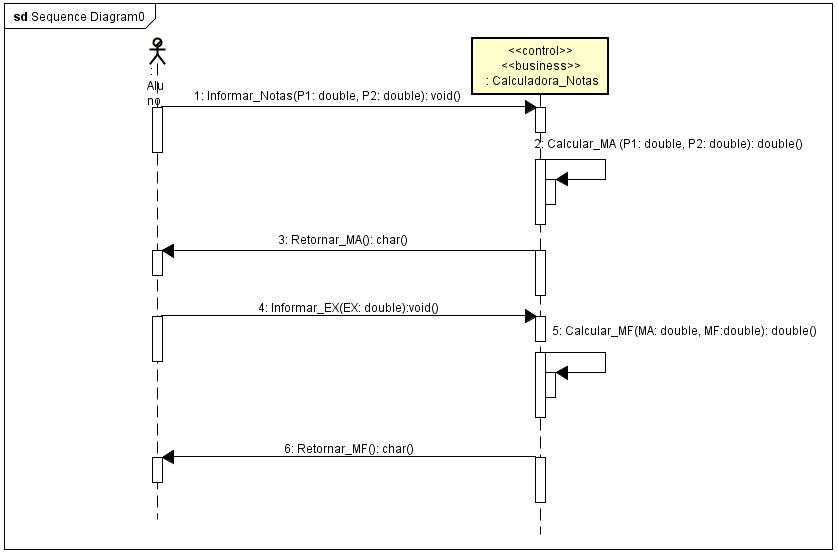 sd Sequence Diagram0
<<control>>
<<business>>
: Calculadora_Notas
:
Alu
no
1: Informar_Notas(P1: double, P2: double): void()
2: Calcular_MA (P1: double, P2: double): double()
3: Retornar_MA(): char()
4: Informar_EX(EX: double):void()
5: Calcular_MF(MA: double, MF:double): double()
6: Retornar_MF(): char()